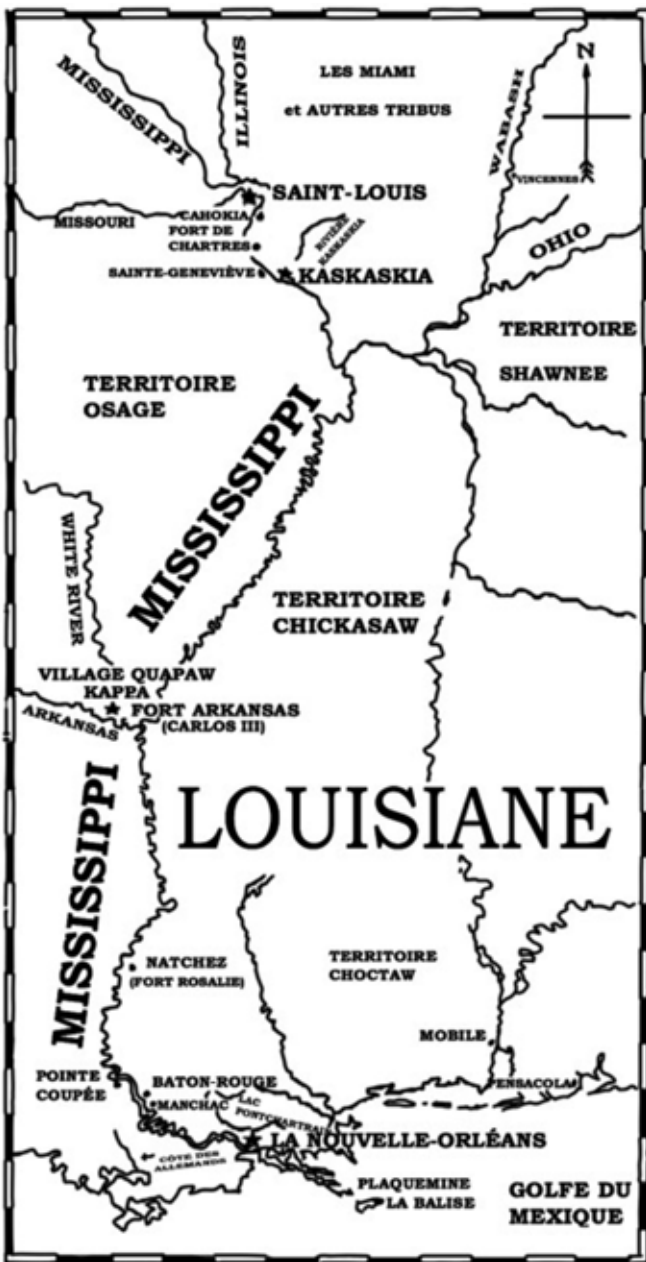 MISSISSIPPI
ILLINOIS
LES MIAMI
et AUTRES TRIBUS
WABASH
N
VINCENNES
SAINT-LOUIS
MISSOURI
CAHOKIA
FORT DE
CHARTRES
RIVIÈRE
KASKASKIA
OHIO
SAINTE-GENEVIÈVE
KASKASKIA
TERRITOIRE
SHAWNEE
TERRITOIRE
OSAGE
MISSISSIPPI
WHITE RIVER
TERRITOIRE
CHICKASAW
VILLAGE QUAPAW
KAPPA
ARKANSAS
FORT ARKANSAS
(CARLOS III)
LOUISIANE
MISSISSIPPI
NATCHEZ
(FORT ROSALIE)
TERRITOIRE
CHOCTAW
MOBILE
POINTE
COUPÉE
BATON-ROUGE
MANCHAC
LAC
PONTCHARTRAIN
PENSACOLA
LA NOUVELLE-ORLÉANS
CÔTE DES
ALLEMANDS
PLAQUEMINE
LA BALISE
GOLFE DU
MEXIQUE